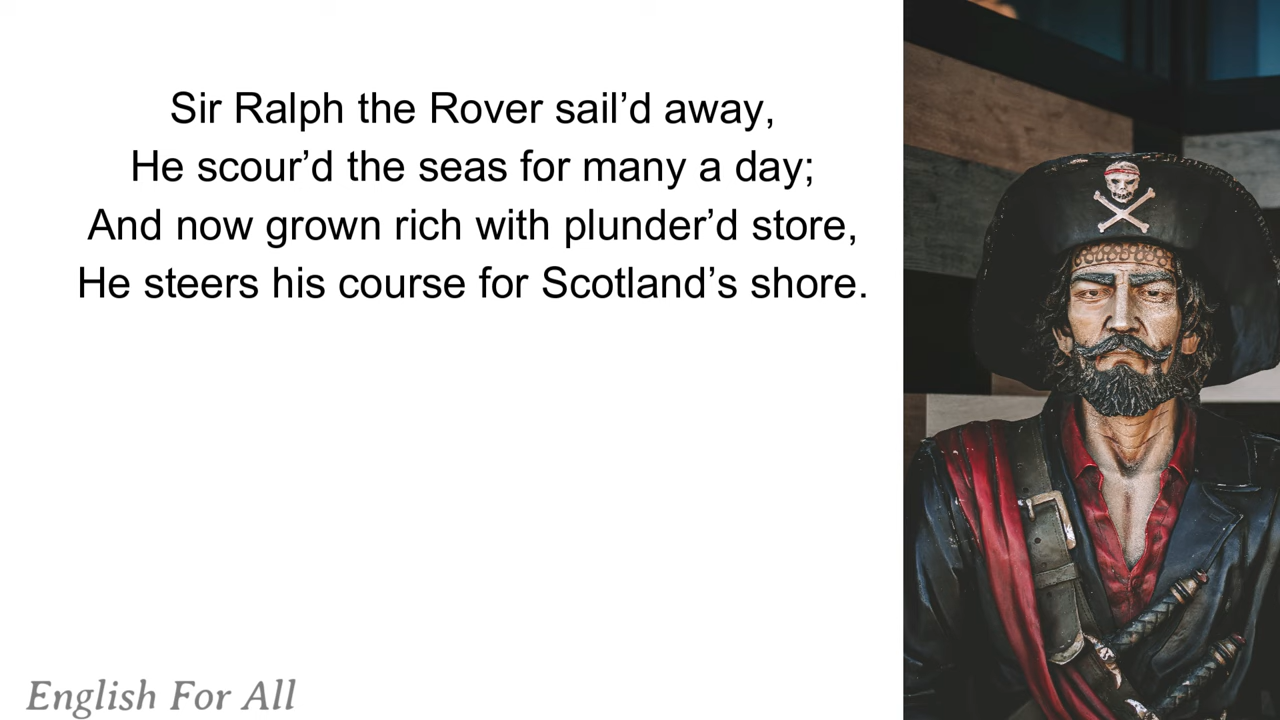 Sir Ralph the Rover sail’d away,
He scour’d the seas for many a day;
And now grown rich with plunder’d store,
He steers his course for Scotland’s shore.
English For All